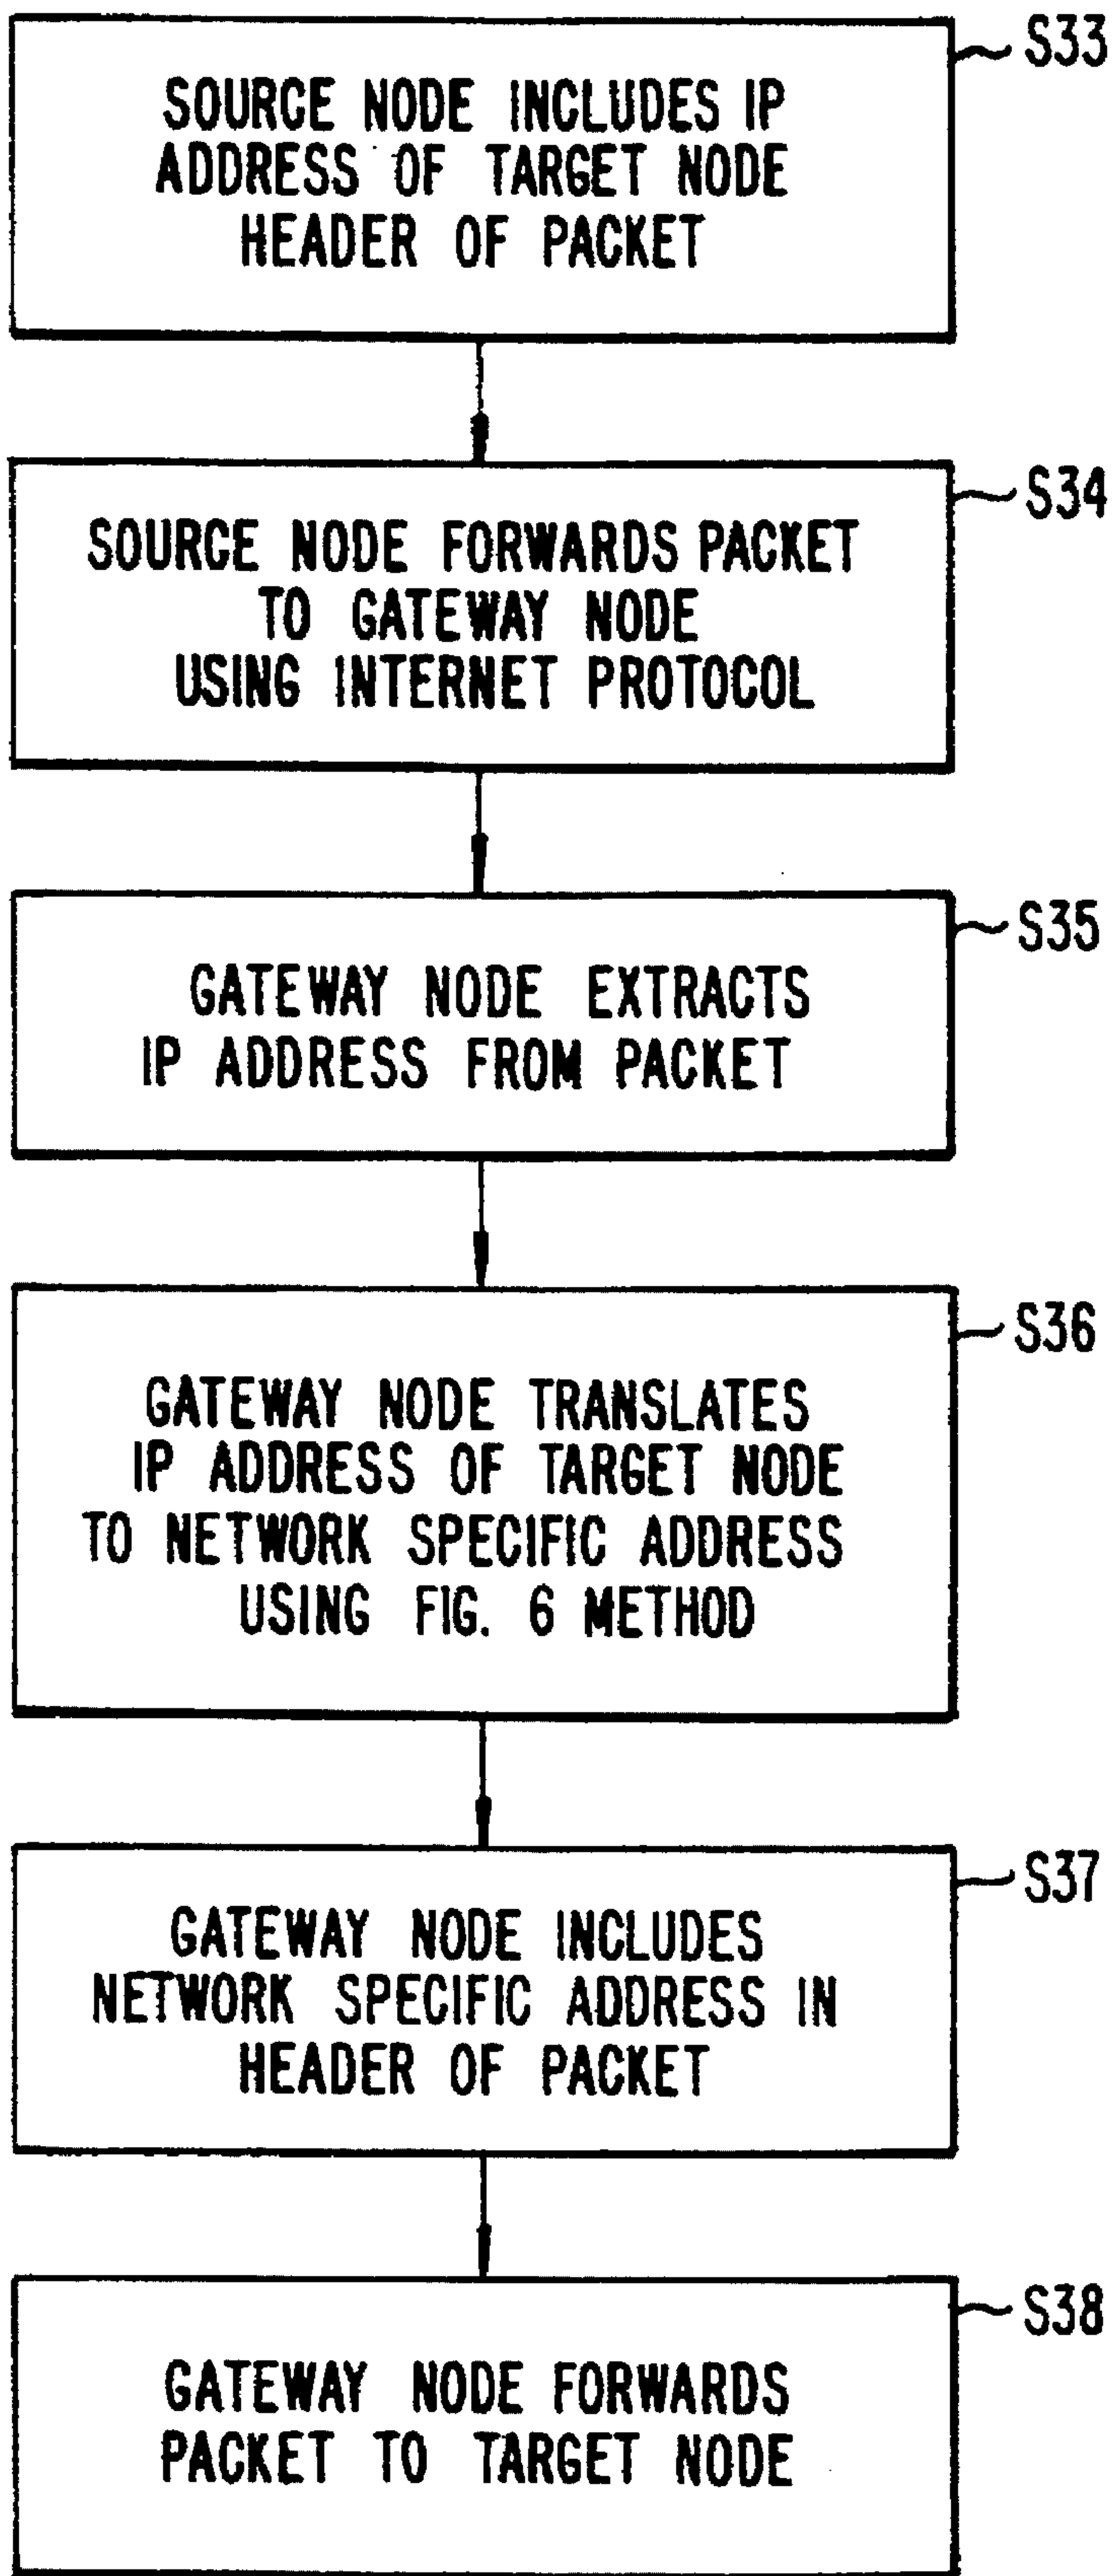 S33
SOURCE NODE INCLUDES IP
ADDRESS OF TARGET NODE
HEADER OF PACKET
S34
SOURCE NODE FORWARDS PACKET
TO GATEWAY NODE
USING INTERNET PROTOCOL
S35
GATEWAY NODE EXTRACTS
IP ADDRESS FROM PACKET
S36
GATEWAY NODE TRANSLATES
IP ADDRESS OF TARGET NODE
TO NETWORK SPECIFIC ADDRESS
USING FIG. 6 METHOD
S37
GATEWAY NODE INCLUDES
NETWORK SPECIFIC ADDRESS IN
HEADER OF PACKET
S38
GATEWAY NODE FORWARDS
PACKET TO TARGET NODE